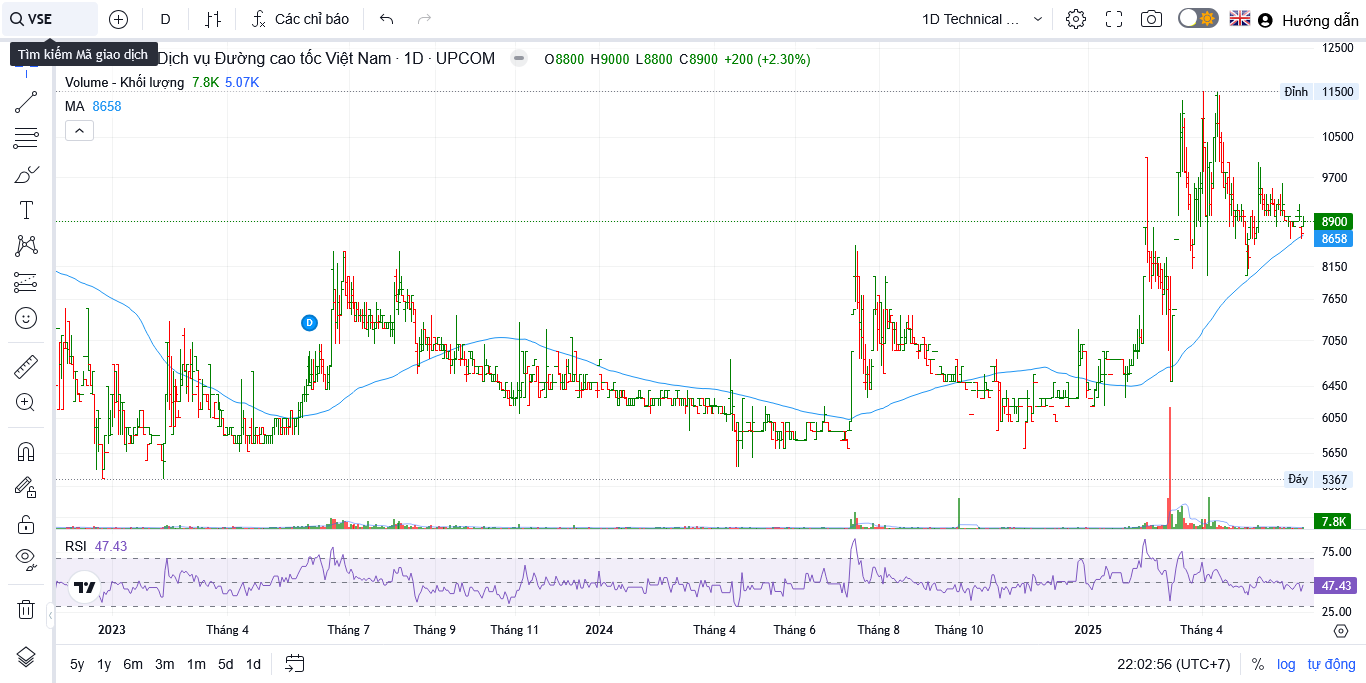 VSE
D
Các chỉ báo
1D Technical ...
Hướng dẫn
Tìm kiếm Mã giao dịch
Dịch vụ Đường cao tốc Việt Nam · 1D · UPCOM
O8800 H9000 L8800 C8900 +200 (+2.30%)
Volume - Khối lượng 7.8K 5.07K
MA 8658
12500
Đỉnh 11500
10500
9700
8900
8658
8150
7650
7050
6450
6050
5650
Đáy 5367
7.8K
D
RSI 47.43
75.00
47.43
25.00
2023 Tháng 4 Tháng 7 Tháng 9 Tháng 11 2024 Tháng 4 Tháng 6 Tháng 8 Tháng 10 2025 Tháng 4
5y 1y 6m 3m 1m 5d 1d
22:02:56 (UTC+7) % log tự động